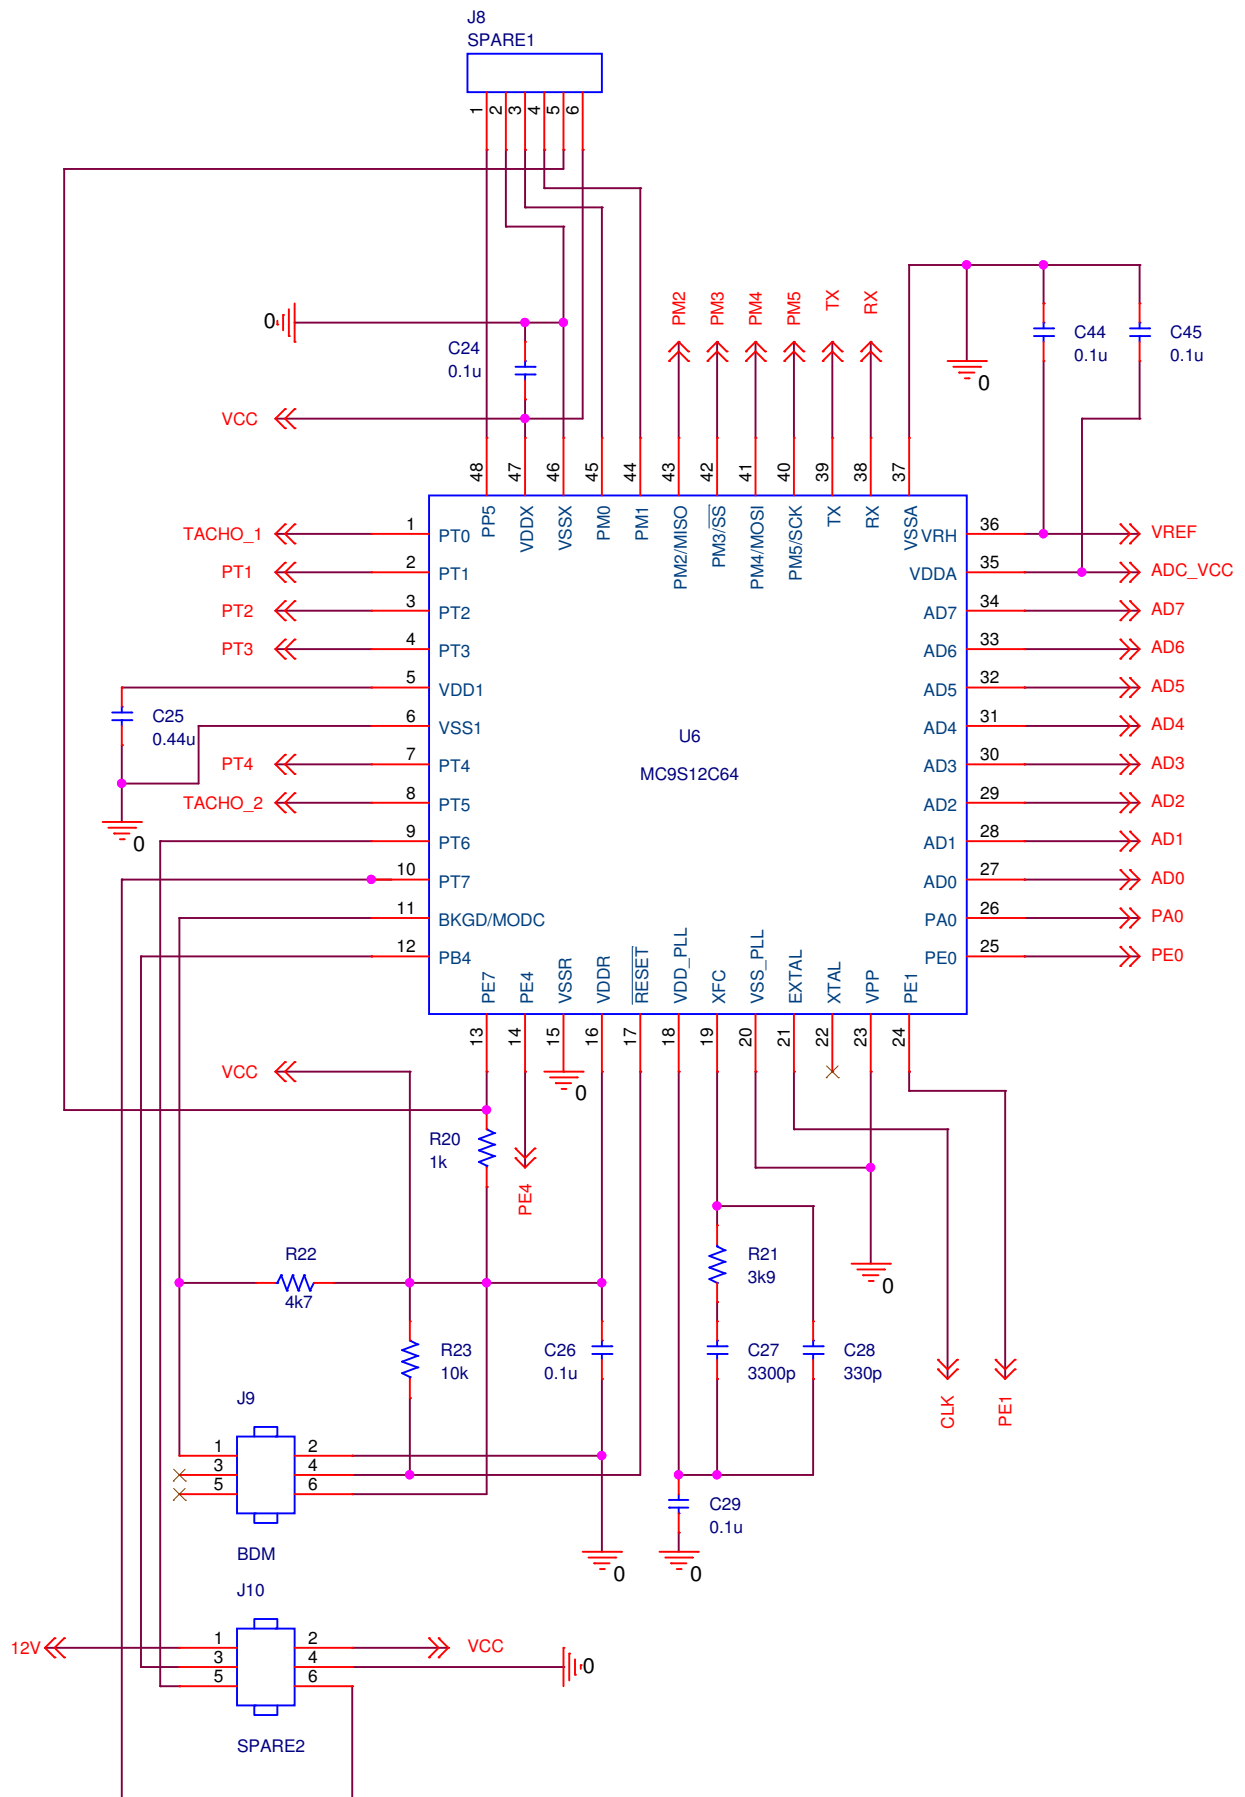 J8
SPARE1
1
2
3
4
5
6
0
C24
0.1u
VCC
PM2
PM3
PM4
PM5
TX
RX
0
C44
0.1u
C45
0.1u
48
47
46
45
44
43
42
41
40
39
38
37
PP5
VDDX
VSSX
PM0
PM1
PM2/MISO
PM3/SS
PM4/MOSI
PM5/SCK
TX
RX
VSSA
TACHO_1 1 PT0
PT1 2 PT1
PT2 3 PT2
PT3 4 PT3
5 VDD1
C25
0.44u
6 VSS1
PT4 7 PT4
TACHO_2 8 PT5
0
9 PT6
10 PT7
11 BKGD/MODC
12 PB4
U6
MC9S12C64
VRH 36 VREF
VDDA 35 ADC_VCC
AD7 34 AD7
AD6 33 AD6
AD5 32 AD5
AD4 31 AD4
AD3 30 AD3
AD2 29 AD2
AD1 28 AD1
AD0 27 AD0
PA0 26 PA0
PE0 25 PE0
PE7
PE4
VSSR
VDDR
RESET
VDD_PLL
XFC
VSS_PLL
EXTAL
XTAL
VPP
PE1
13
14
15
16
17
18
19
20
21
22
23
24
VCC
0
R20
1k
PE4
R22
4k7
R21
3k9
0
R23
10k
C26
0.1u
C27
3300p
C28
330p
CLK
PE1
J9
1 2
3 4
5 6
BDM
C29
0.1u
0
0
J10
12V 1 2 VCC
3 4 0
5 6
SPARE2